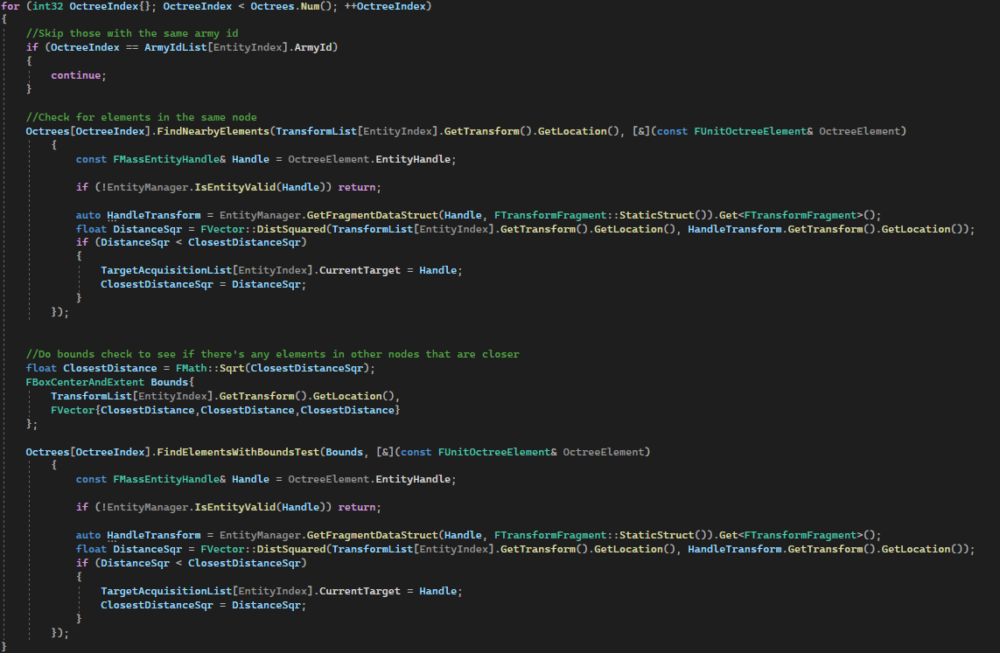 for (int32 OctreeIndex{}; OctreeIndex < Octrees.Num(); ++OctreeIndex)
{
    //Skip those with the same army id
    if (OctreeIndex == ArmyIdList[EntityIndex].ArmyId)
    {
        continue;
    }

    //Check for elements in the same node
    Octrees[OctreeIndex].FindNearbyElements(TransformList[EntityIndex].GetTransform().GetLocation(), [&](const FUnitOctreeElement& OctreeElement)
        {
            const FMassEntityHandle& Handle = OctreeElement.EntityHandle;

            if (!EntityManager.IsEntityValid(Handle)) return;

            auto HandleTransform = EntityManager.GetFragmentDataStruct(Handle, FTransformFragment::StaticStruct()).Get<FTransformFragment>();
            float DistanceSqr = FVector::DistSquared(TransformList[EntityIndex].GetTransform().GetLocation(), HandleTransform.GetTransform().GetLocation());
            if (DistanceSqr < ClosestDistanceSqr)
            {
                TargetAcquisitionList[EntityIndex].CurrentTarget = Handle;
                ClosestDistanceSqr = DistanceSqr;
            }
        });


    //Do bounds check to see if there's any elements in other nodes that are closer
    float ClosestDistance = FMath::Sqrt(ClosestDistanceSqr);
    FBoxCenterAndExtent Bounds{
        TransformList[EntityIndex].GetTransform().GetLocation(),
        FVector{ClosestDistance,ClosestDistance,ClosestDistance}
    };

    Octrees[OctreeIndex].FindElementsWithBoundsTest(Bounds, [&](const FUnitOctreeElement& OctreeElement)
        {
            const FMassEntityHandle& Handle = OctreeElement.EntityHandle;

            if (!EntityManager.IsEntityValid(Handle)) return;

            auto HandleTransform = EntityManager.GetFragmentDataStruct(Handle, FTransformFragment::StaticStruct()).Get<FTransformFragment>();
            float DistanceSqr = FVector::DistSquared(TransformList[EntityIndex].GetTransform().GetLocation(), HandleTransform.GetTransform().GetLocation());
            if (DistanceSqr < ClosestDistanceSqr)
            {
                TargetAcquisitionList[EntityIndex].CurrentTarget = Handle;
                ClosestDistanceSqr = DistanceSqr;
            }
        });
}